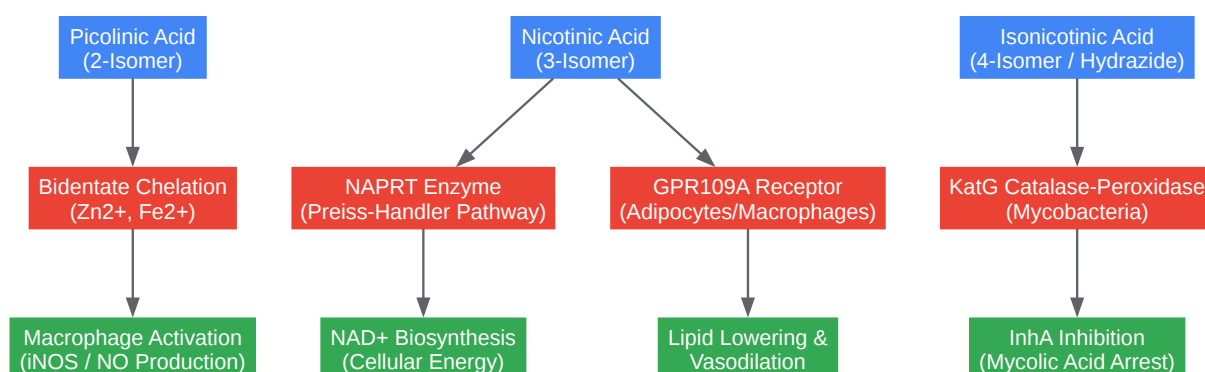 Picolinic Acid
(2-Isomer)
Nicotinic Acid
(3-Isomer)
Isonicotinic Acid
(4-Isomer / Hydrazide)
Bidentate Chelation
(Zn2+, Fe2+)
NAPRT Enzyme
(Preiss-Handler Pathway)
GPR109A Receptor
(Adipocytes/Macrophages)
KatG Catalase-Peroxidase
(Mycobacteria)
Macrophage Activation
(iNOS / NO Production)
NAD+ Biosynthesis
(Cellular Energy)
Lipid Lowering &
Vasodilation
InhA Inhibition
(Mycolic Acid Arrest)